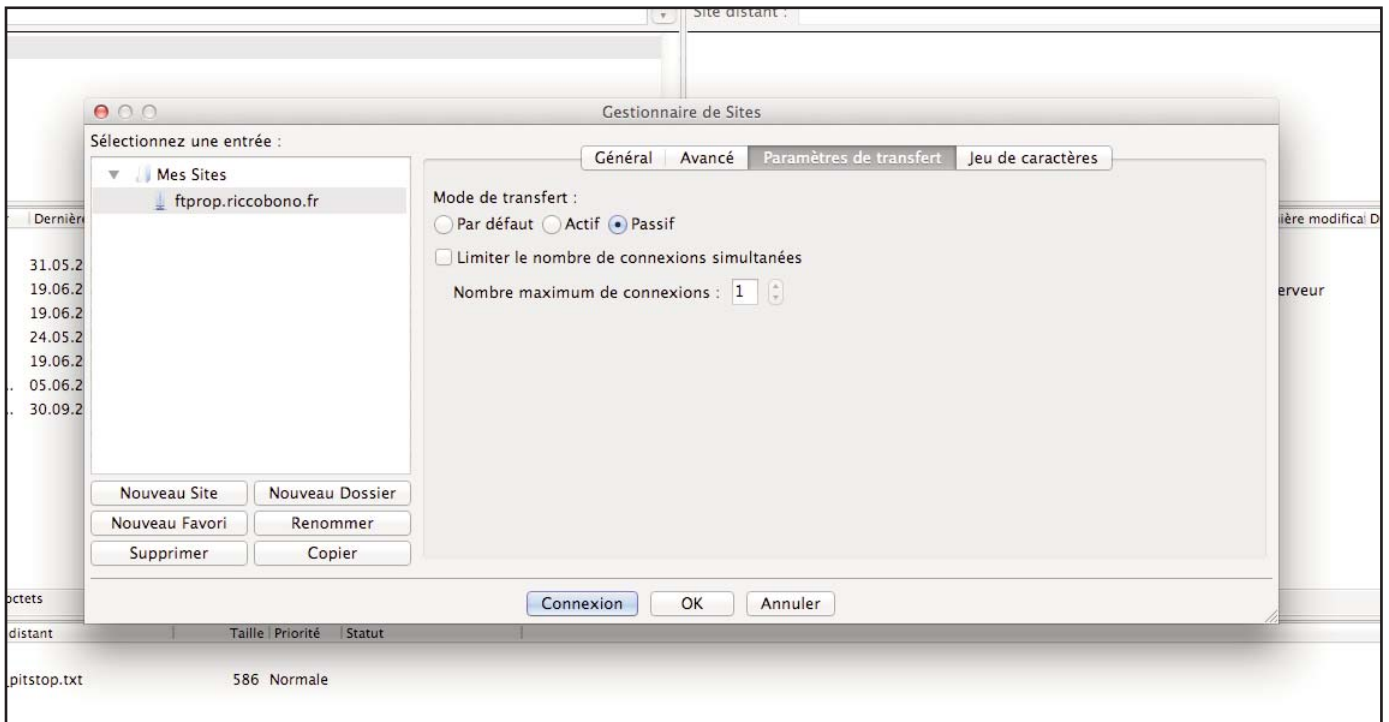 Site distant :
Gestionnaire de Sites
Sélectionnez une entrée :
Mes Sites
ftprop.riccobono.fr
Général Avancé Paramètres de transfert Jeu de caractères
Mode de transfert :
Par défaut Actif Passif
Limiter le nombre de connexions simultanées
Nombre maximum de connexions : 1
Dernièr
31.05.2
19.06.2
19.06.2
24.05.2
19.06.2
.. 05.06.2
.. 30.09.2
ière modifica D
erveur
Nouveau Site Nouveau Dossier
Nouveau Favori Renommer
Supprimer Copier
Connexion OK Annuler
octets
distant Taille Priorité Statut
_pitstop.txt 586 Normale